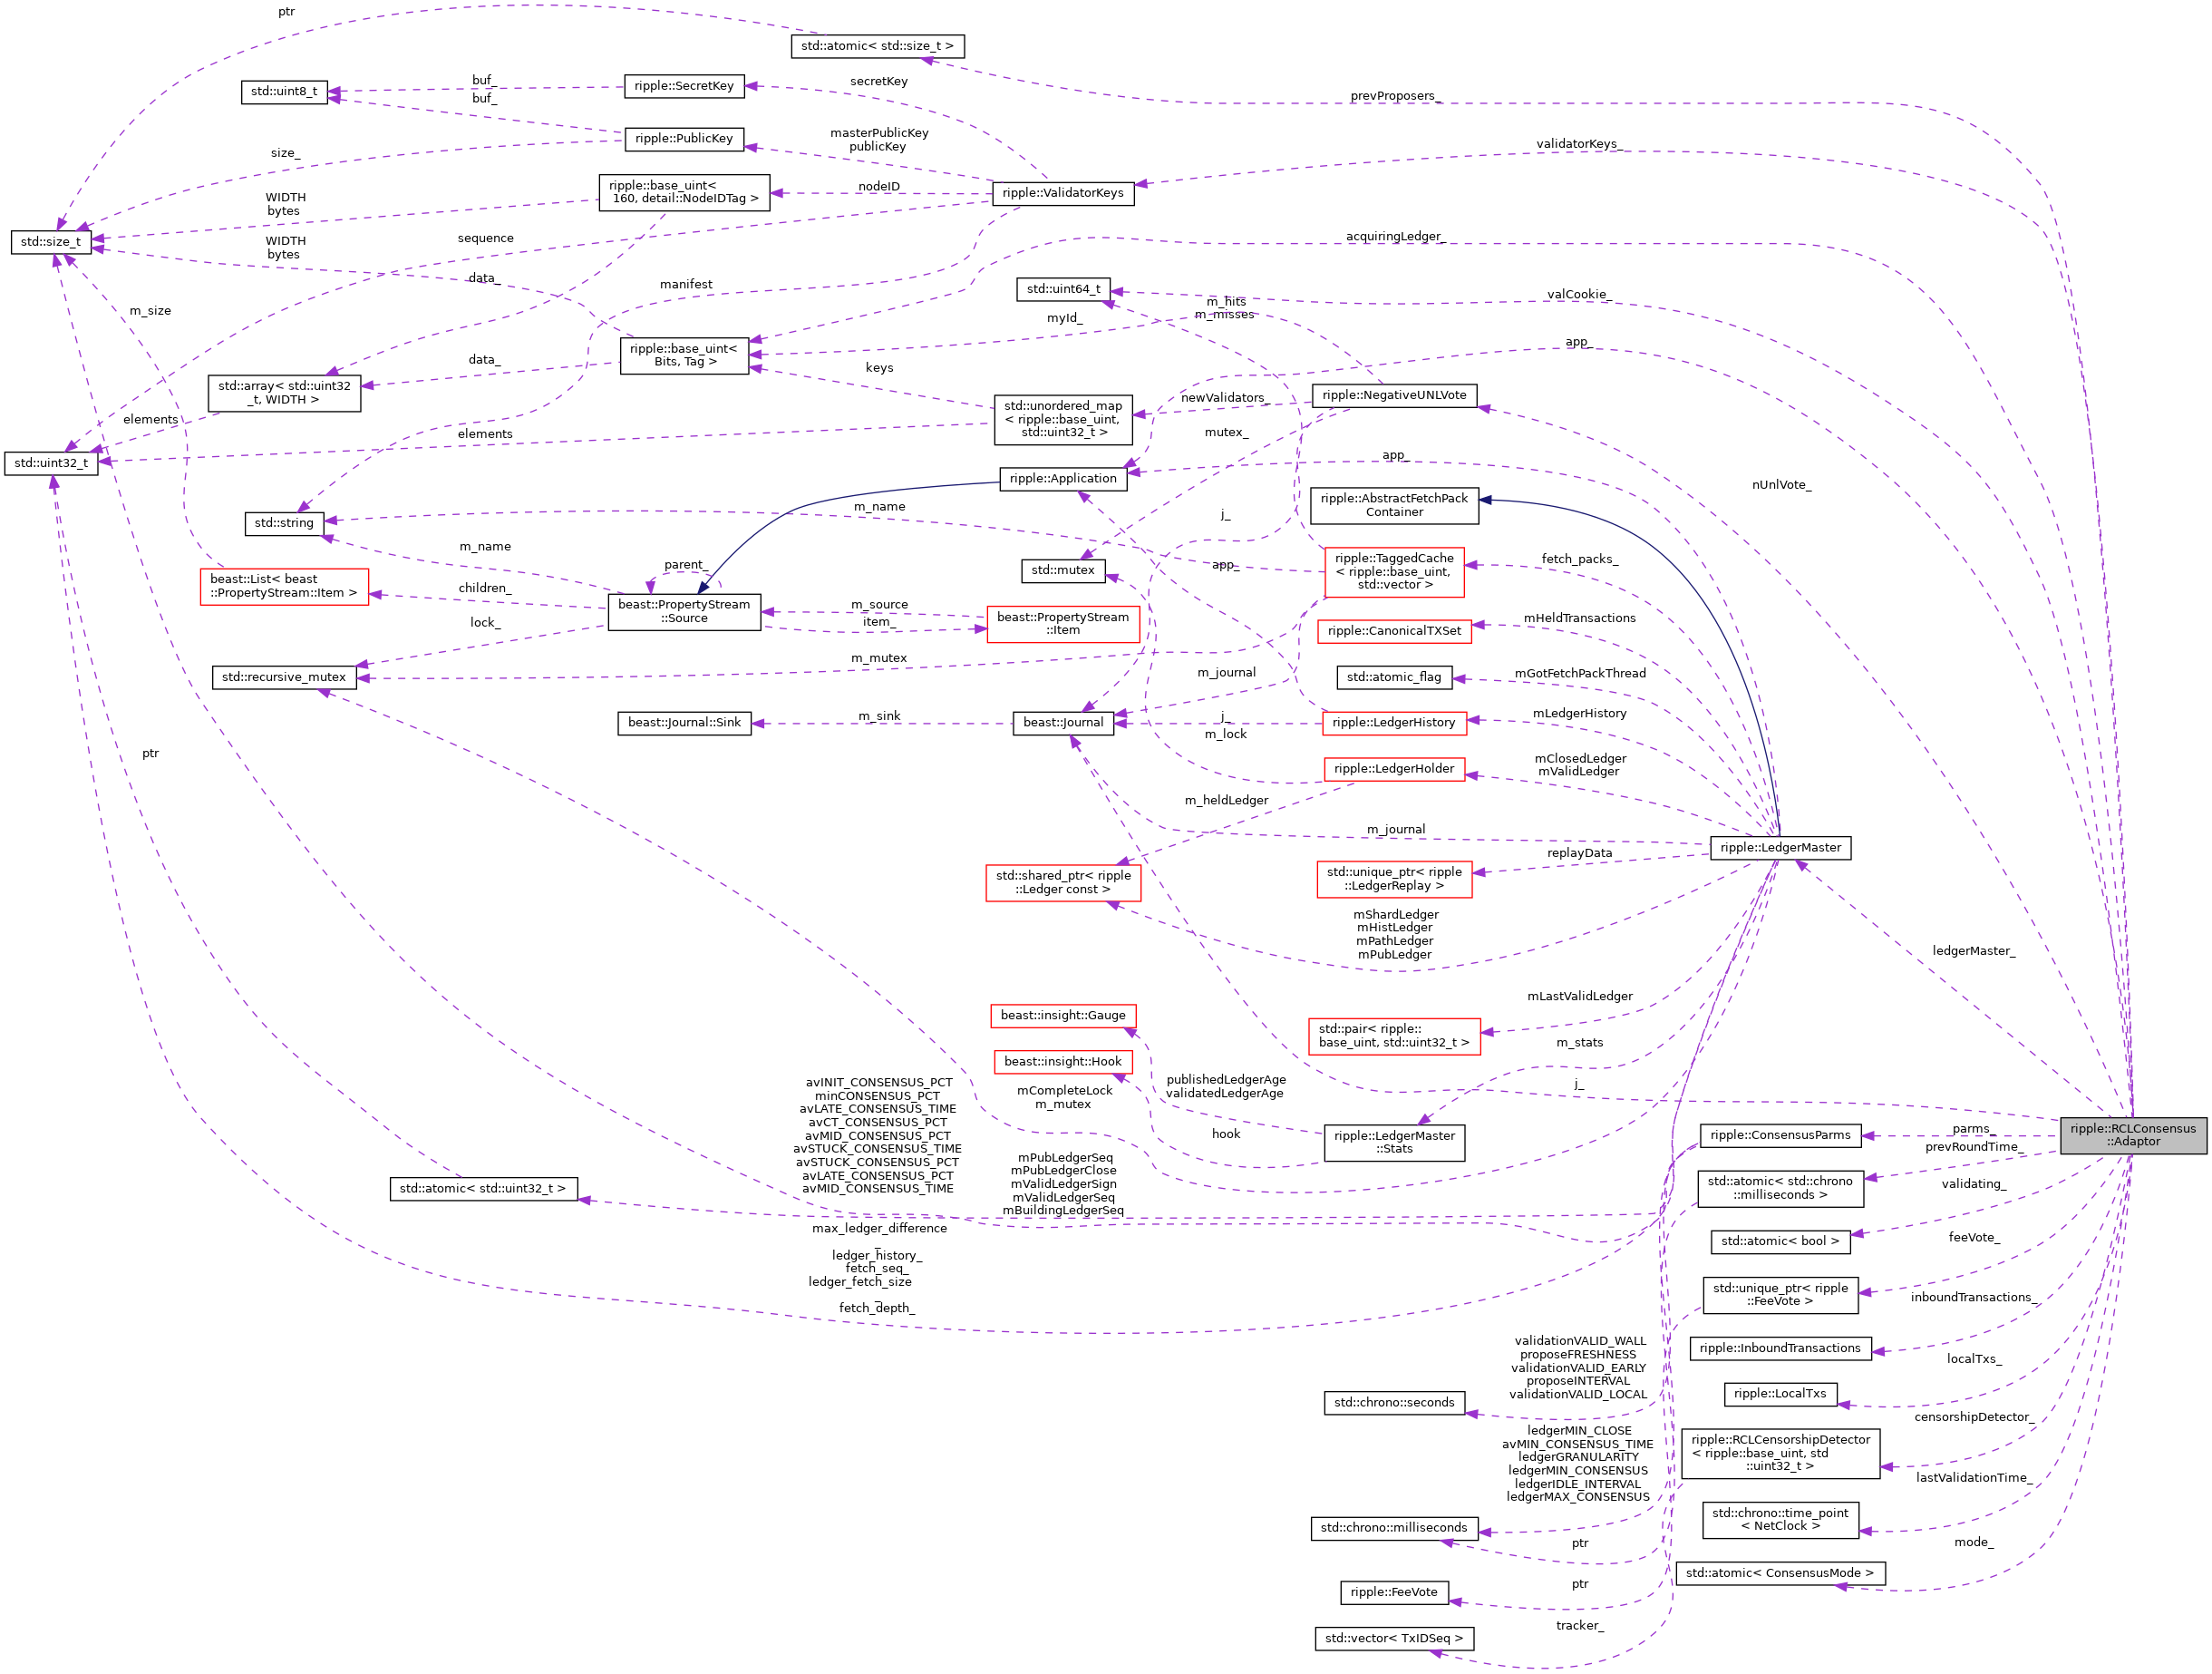 ptr
std::atomic< std::size_t >
buf_
secretKey
ripple::SecretKey
std::uint8_t
prevProposers_
buf_
masterPublicKey
publicKey
ripple::PublicKey
validatorKeys_
size_
ripple::base_uint<
160, detail::NodeIDTag >
nodeID
ripple::ValidatorKeys
WIDTH
bytes
std::size_t
sequence
acquiringLedger_
WIDTH
bytes
data_
manifest
std::uint64_t
valCookie_
m_hits
m_misses
m_size
myId_
ripple::base_uint<
Bits, Tag >
app_
data_
keys
std::array< std::uint32
_t, WIDTH >
ripple::NegativeUNLVote
newValidators_
std::unordered_map
< ripple::base_uint,
std::uint32_t >
elements
elements
mutex_
std::uint32_t
app_
ripple::Application
nUnlVote_
ripple::AbstractFetchPack
Container
m_name
j_
std::string
m_name
parent_
fetch_packs_
ripple::TaggedCache
< ripple::base_uint,
std::vector >
std::mutex
app_
beast::List< beast
::PropertyStream::Item >
children_
beast::PropertyStream
::Source
m_source
item_
beast::PropertyStream
::Item
lock_
mHeldTransactions
ripple::CanonicalTXSet
m_mutex
std::recursive_mutex
m_journal
mGotFetchPackThread
std::atomic_flag
beast::Journal::Sink
m_sink
beast::Journal
j_
ripple::LedgerHistory
mLedgerHistory
m_lock
ptr
mClosedLedger
mValidLedger
ripple::LedgerHolder
m_heldLedger
m_journal
ripple::LedgerMaster
replayData
std::shared_ptr< ripple
::Ledger const >
std::unique_ptr< ripple
::LedgerReplay >
mShardLedger
mHistLedger
mPathLedger
mPubLedger
ledgerMaster_
mLastValidLedger
beast::insight::Gauge
std::pair< ripple::
base_uint, std::uint32_t >
m_stats
beast::insight::Hook
publishedLedgerAge
validatedLedgerAge
j_
avINIT_CONSENSUS_PCT
minCONSENSUS_PCT
avLATE_CONSENSUS_TIME
avCT_CONSENSUS_PCT
avMID_CONSENSUS_PCT
avSTUCK_CONSENSUS_TIME
avSTUCK_CONSENSUS_PCT
avLATE_CONSENSUS_PCT
avMID_CONSENSUS_TIME
mCompleteLock
m_mutex
hook
ripple::LedgerMaster
::Stats
ripple::ConsensusParms
parms_
ripple::RCLConsensus
::Adaptor
prevRoundTime_
mPubLedgerSeq
mPubLedgerClose
mValidLedgerSign
mValidLedgerSeq
mBuildingLedgerSeq
std::atomic< std::uint32_t >
std::atomic< std::chrono
::milliseconds >
validating_
max_ledger_difference
_
ledger_history_
fetch_seq_
ledger_fetch_size
_
fetch_depth_
std::atomic< bool >
feeVote_
std::unique_ptr< ripple
::FeeVote >
inboundTransactions_
ripple::InboundTransactions
validationVALID_WALL
proposeFRESHNESS
validationVALID_EARLY
proposeINTERVAL
validationVALID_LOCAL
localTxs_
std::chrono::seconds
ripple::LocalTxs
censorshipDetector_
ledgerMIN_CLOSE
avMIN_CONSENSUS_TIME
ledgerGRANULARITY
ledgerMIN_CONSENSUS
ledgerIDLE_INTERVAL
ledgerMAX_CONSENSUS
ripple::RCLCensorshipDetector
< ripple::base_uint, std
::uint32_t >
lastValidationTime_
std::chrono::milliseconds
std::chrono::time_point
< NetClock >
ptr
mode_
std::atomic< ConsensusMode >
ptr
ripple::FeeVote
tracker_
std::vector< TxIDSeq >